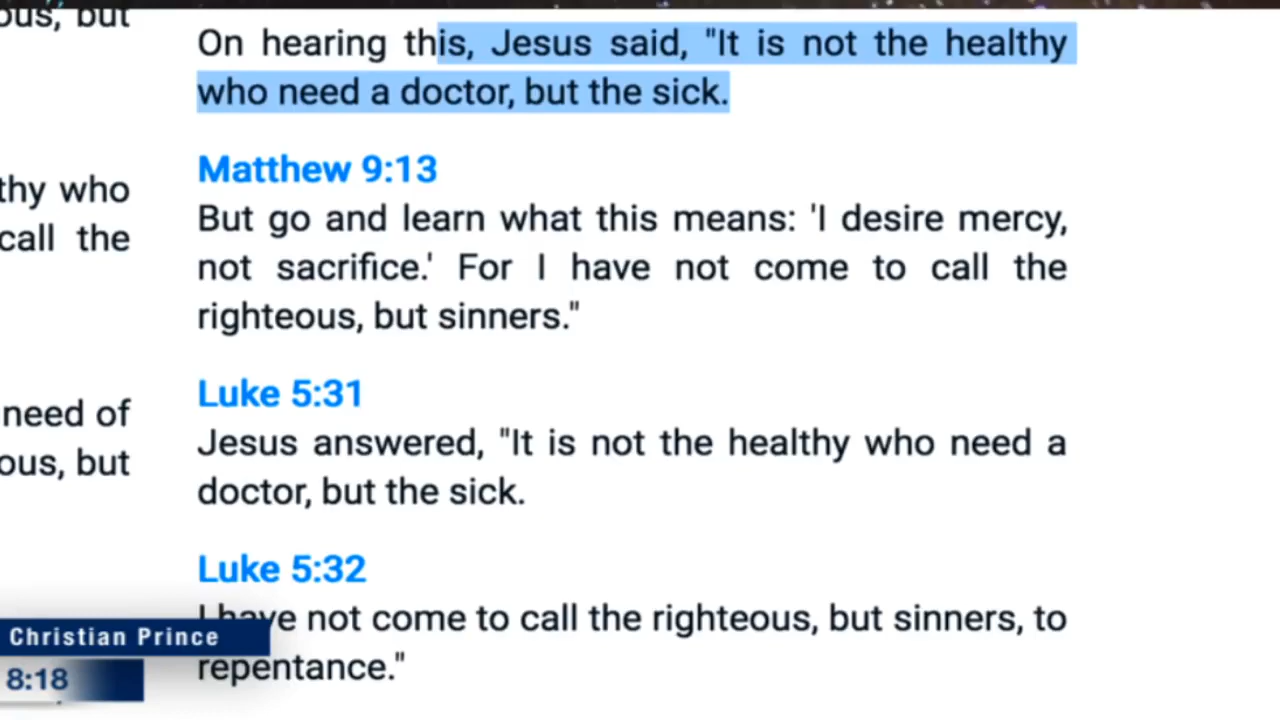 ous, but
thy who
call the
need of
ous, but
On hearing this, Jesus said, "It is not the healthy
who need a doctor, but the sick.
Matthew 9:13
But go and learn what this means: 'I desire mercy,
not sacrifice.' For I have not come to call the
righteous, but sinners."
Luke 5:31
Jesus answered, "It is not the healthy who need a
doctor, but the sick.
Luke 5:32
I have not come to call the righteous, but sinners, to
repentance."
Christian Prince
8:18